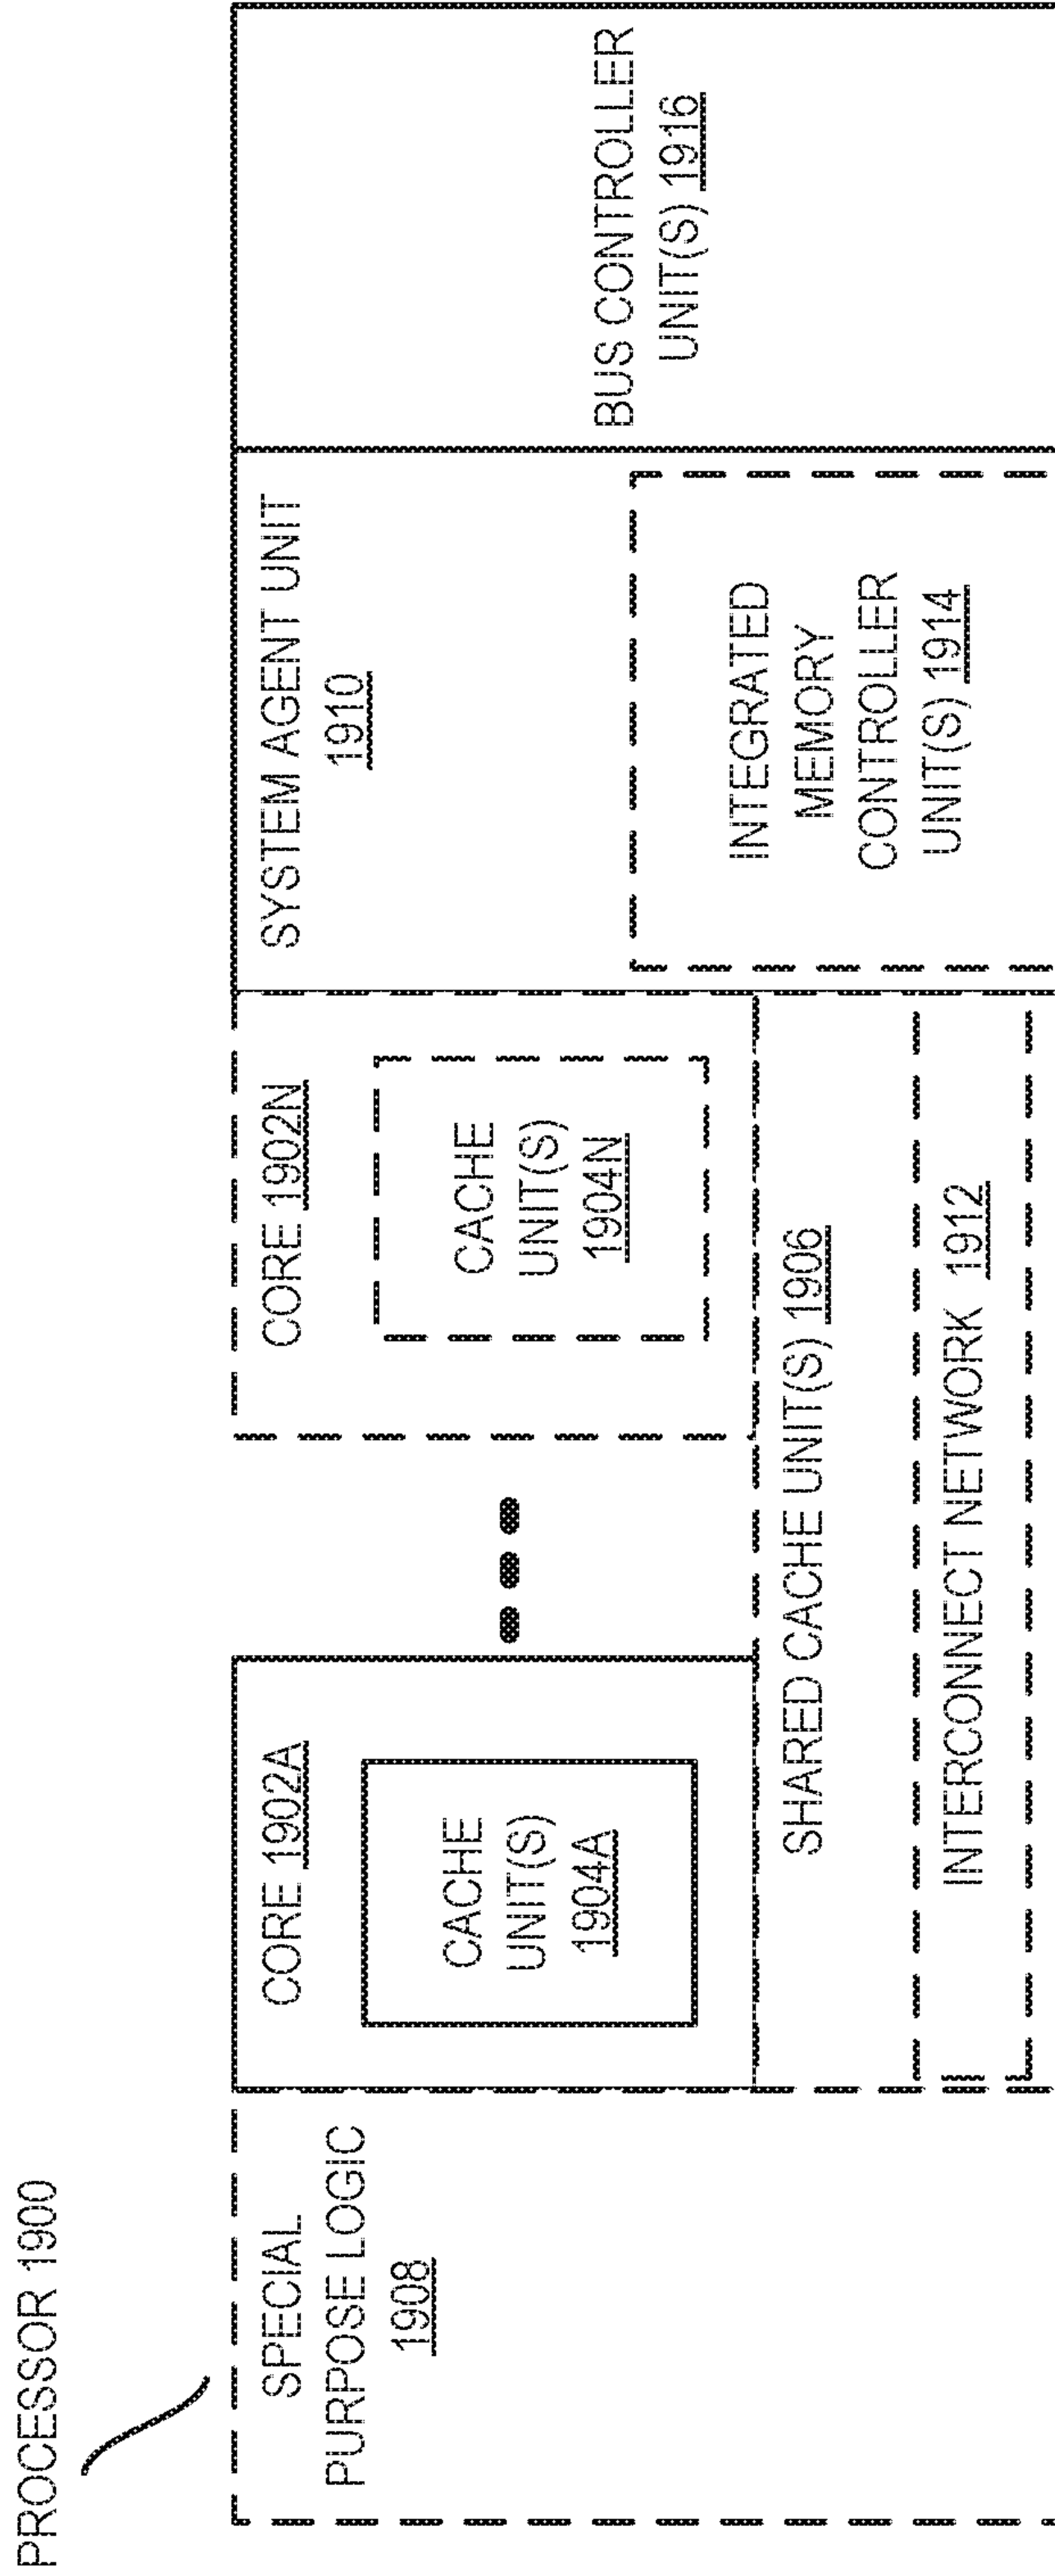 PROCESSOR 1900
SPECIAL
PURPOSE LOGIC
1908
CORE 1902A
CACHE
UNIT(S)
1904A
CORE 1902N
CACHE
UNIT(S)
1904N
SHARED CACHE UNIT(S) 1906
INTERCONNECT NETWORK 1912
SYSTEM AGENT UNIT
1910
INTEGRATED
MEMORY
CONTROLLER
UNIT(S) 1914
BUS CONTROLLER
UNIT(S) 1916